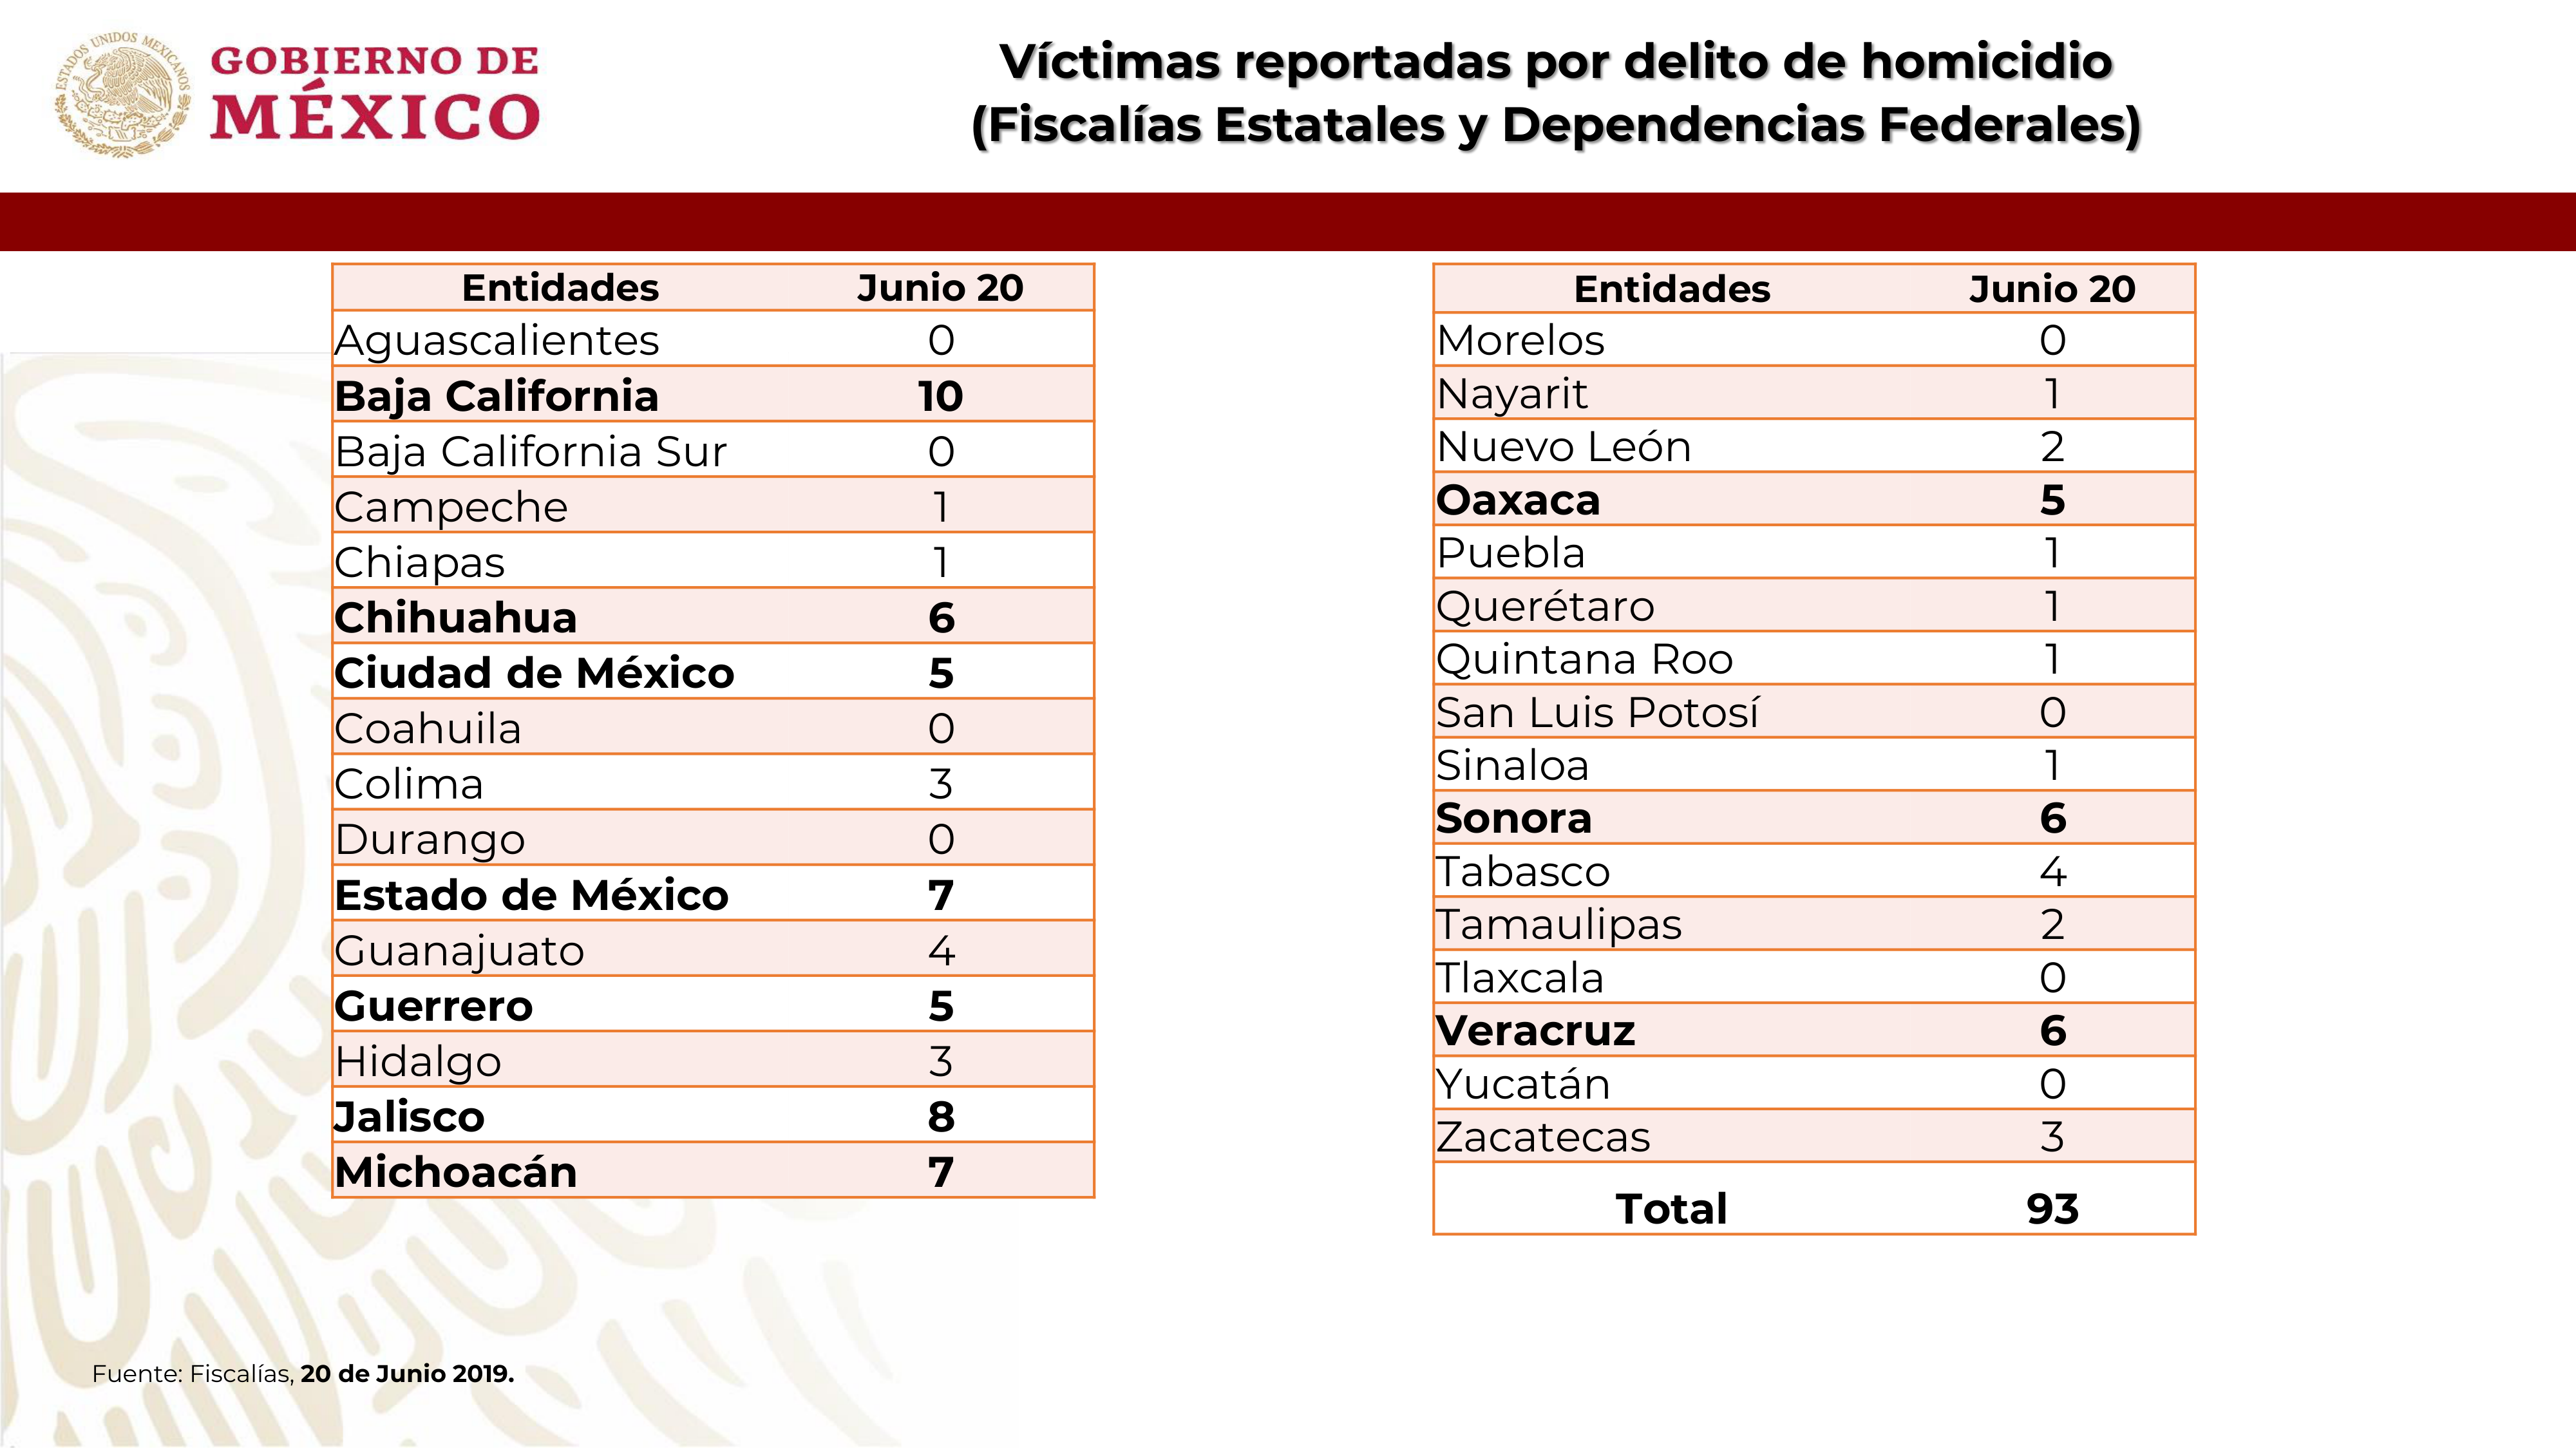 ESTADOS UNIDOS MEXICANOS
GOBIERNO DE
MÉXICO
Víctimas reportadas por delito de homicidio
(Fiscalías Estatales y Dependencias Federales)
Entidades Junio 20
Aguascalientes 0
Baja California 10
Baja California Sur 0
Campeche 1
Chiapas 1
Chihuahua 6
Ciudad de México 5
Coahuila 0
Colima 3
Durango 0
Estado de México 7
Guanajuato 4
Guerrero 5
Hidalgo 3
Jalisco 8
Michoacán 7
Entidades Junio 20
Morelos 0
Nayarit 1
Nuevo León 2
Oaxaca 5
Puebla 1
Querétaro 1
Quintana Roo 1
San Luis Potosí 0
Sinaloa 1
Sonora 6
Tabasco 4
Tamaulipas 2
Tlaxcala 0
Veracruz 6
Yucatán 0
Zacatecas 3
Total 93
Fuente: Fiscalías, 20 de Junio 2019.